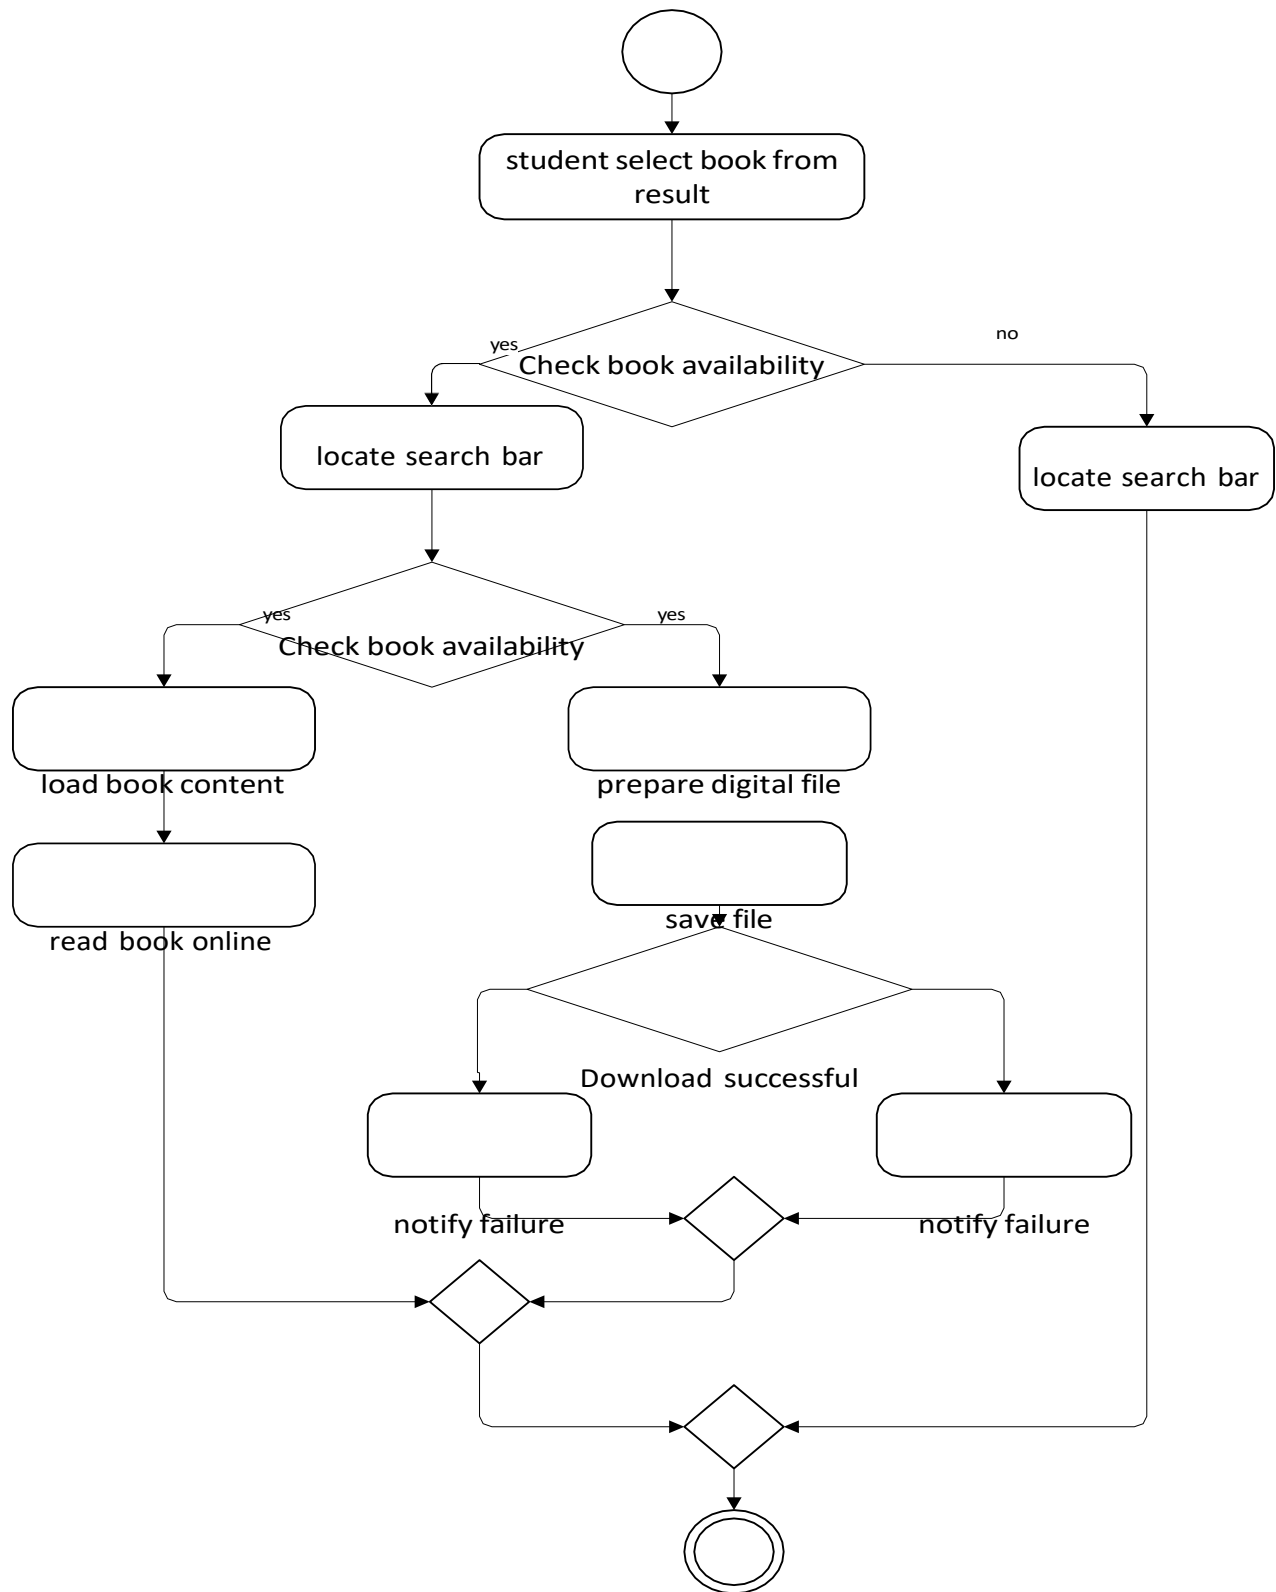 student select book from
result
no
yes
Check book availability
locate search bar
locate search bar
yes
yes
Check book availability
load book content
prepare digital file
save file
read book online
Download successful
notify failure
notify failure